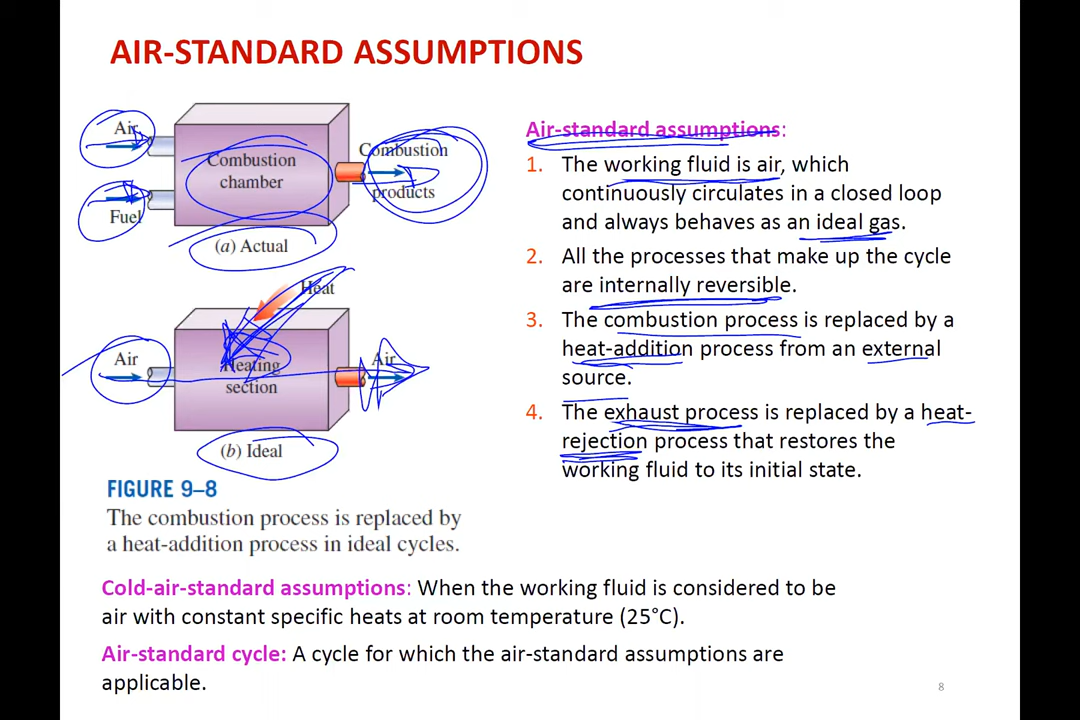 AIR-STANDARD ASSUMPTIONS
Air
Fuel
Combustion
chamber
Combustion
products
(a) Actual
Heat
Air
Heating
section
Air
(b) Ideal
FIGURE 9–8
The combustion process is replaced by
a heat-addition process in ideal cycles.
Air-standard assumptions:
1. The working fluid is air, which
continuously circulates in a closed loop
and always behaves as an ideal gas.
2. All the processes that make up the cycle
are internally reversible.
3. The combustion process is replaced by a
heat-addition process from an external
source.
4. The exhaust process is replaced by a heat-
rejection process that restores the
working fluid to its initial state.
Cold-air-standard assumptions: When the working fluid is considered to be
air with constant specific heats at room temperature (25°C).
Air-standard cycle: A cycle for which the air-standard assumptions are
applicable.
8